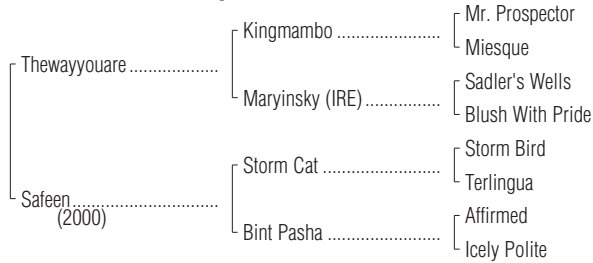 Mr. Prospector
Kingmambo ..................
Miesque
Thewayyouare ..................
Sadler's Wells
Maryinsky (IRE) ..................
Blush With Pride
Storm Bird
Storm Cat ..................
Terlingua
Safeen ..................
(2000)
Affirmed
Bint Pasha ..................
Icely Polite